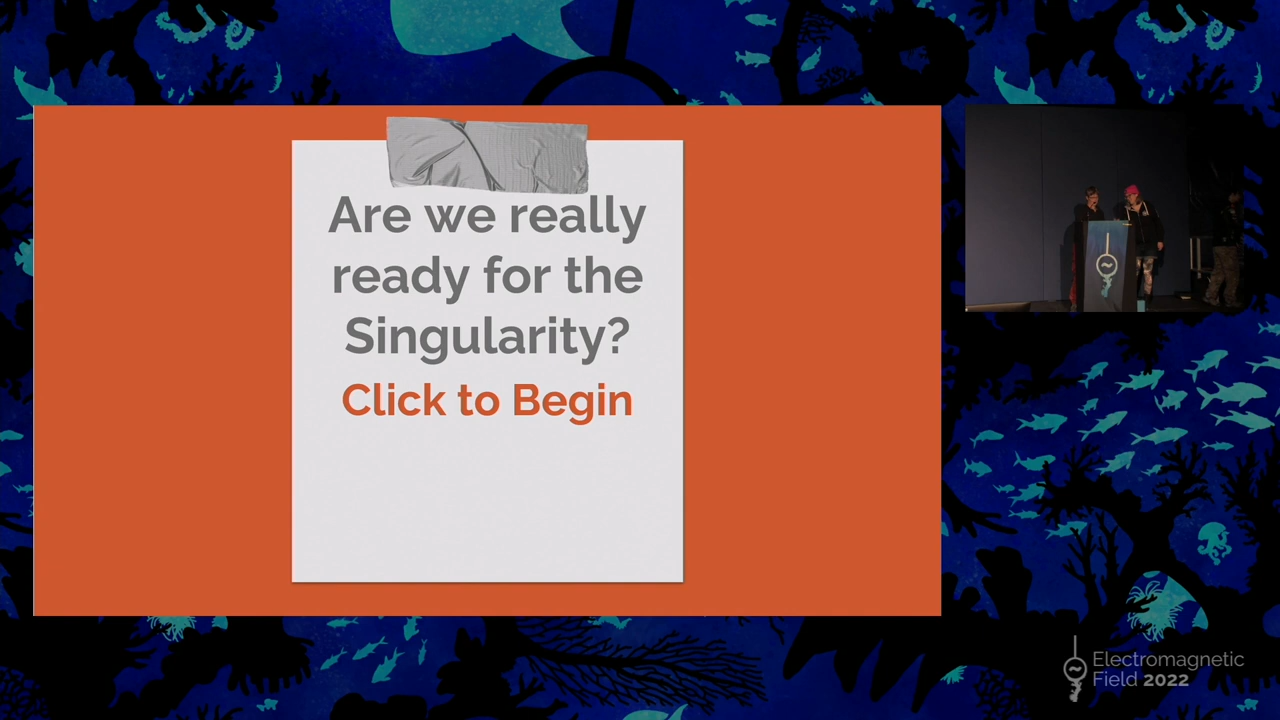 Are we really
ready for the
Singularity?
Click to Begin
Electromagnetic
Field 2022